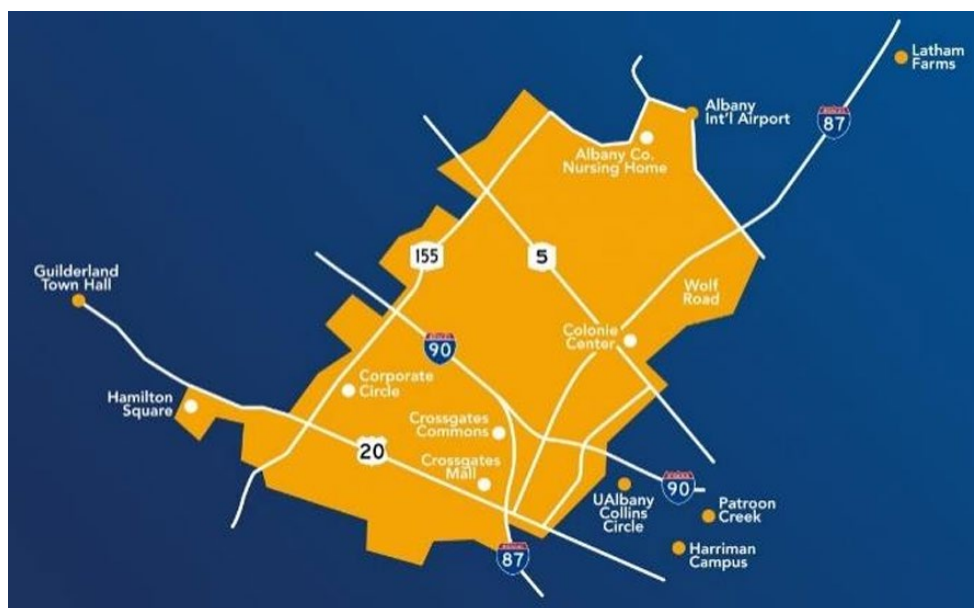 Latham
Farms
87
Albany
Int'l Airport
Albany Co.
Nursing Home
155
5
Guilderland
Town Hall
Wolf
Road
Colonie
Center
90
Corporate
Circle
Hamilton
Square
Crossgates
Commons
20
Crossgates
Mall
90
UAlbany
Collins
Circle
Patroon
Creek
87
Harriman
Campus